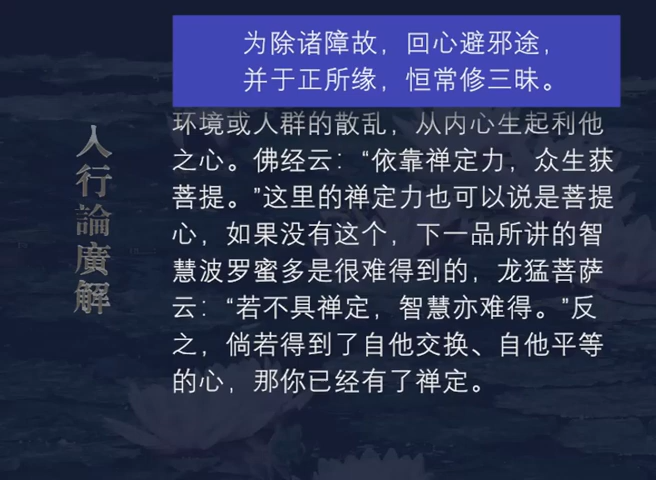 为除诸障故，回心避邪途，
并于正所缘，恒常修三昧。
环境或人群的散乱，从内心生起利他
之心。佛经云：“依靠禅定力，众生获
菩提。”这里的禅定力也可以说是菩提
心，如果没有这个，下一品所讲的智
慧波罗蜜多是很难得到的，龙猛菩萨
云：“若不具禅定，智慧亦难得。”反
之，倘若得到了自他交换、自他平等
的心，那你已经有了禅定。
入行論廣解